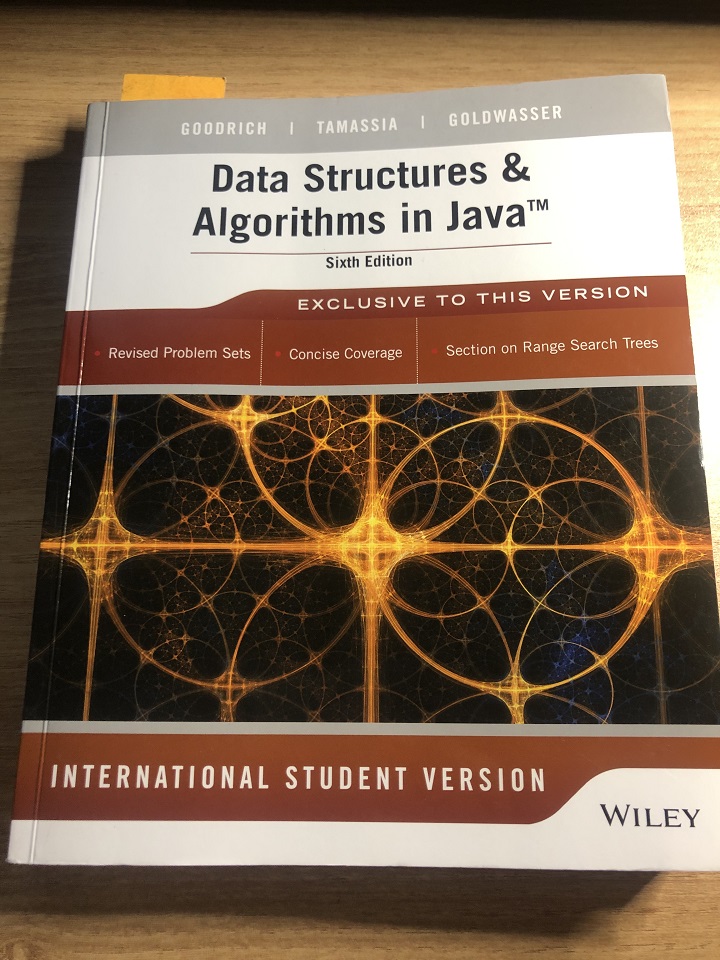 GOODRICH | TAMASSIA | GOLDWASSER
Data Structures &
Algorithms in Java™
Sixth Edition
EXCLUSIVE TO THIS VERSION
• Revised Problem Sets • Concise Coverage • Section on Range Search Trees
INTERNATIONAL STUDENT VERSION
WILEY